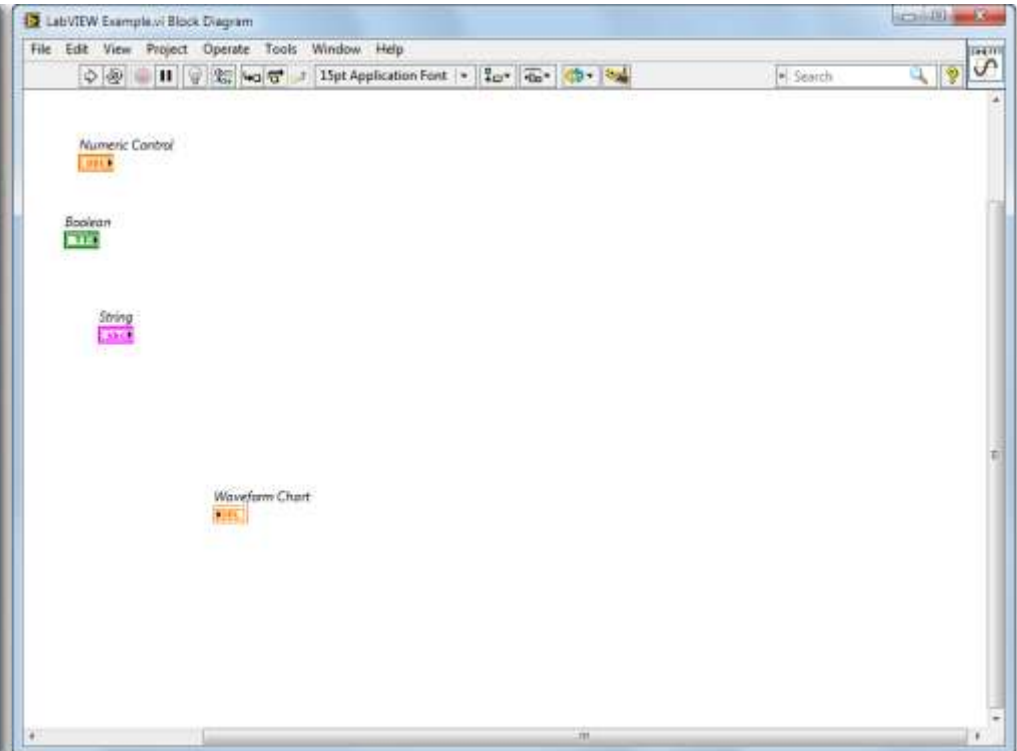 LabVIEW Example.vi Block Diagram
File Edit View Project Operate Tools Window Help
15pt Application Font
Search
Numeric Control
Boolean
String
Waveform Chart